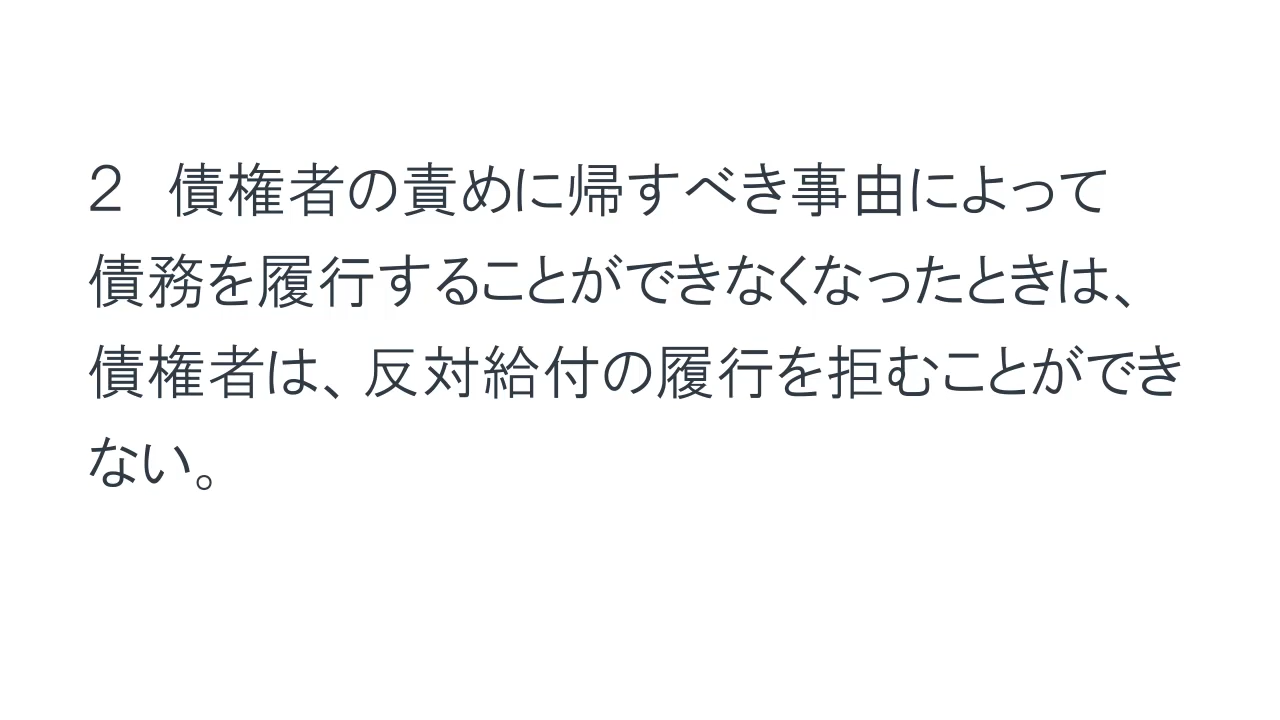 ２　債権者の責めに帰すべき事由によって
債務を履行することができなくなったときは、
債権者は、反対給付の履行を拒むことができ
ない。